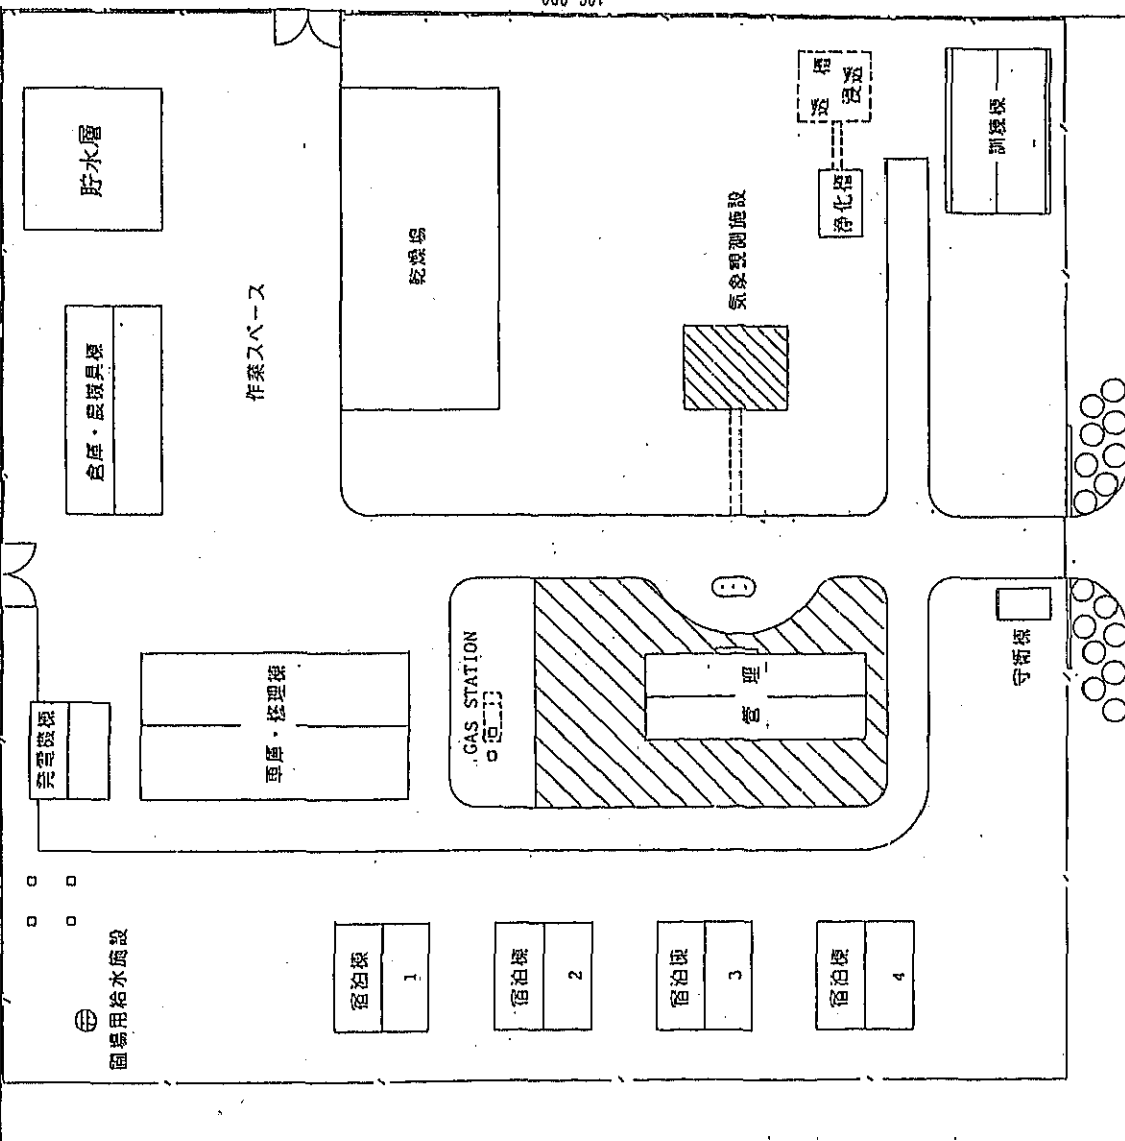 貯水層
倉庫・農機具棟
作業スペース
乾燥場
気象観測施設
浄化槽
浸透
訓練棟
発電機棟
車庫・修理棟
GAS STATION
管理
守衛棟
圃場用給水施設
宿泊棟
1
宿泊棟
2
宿泊棟
3
宿泊棟
4